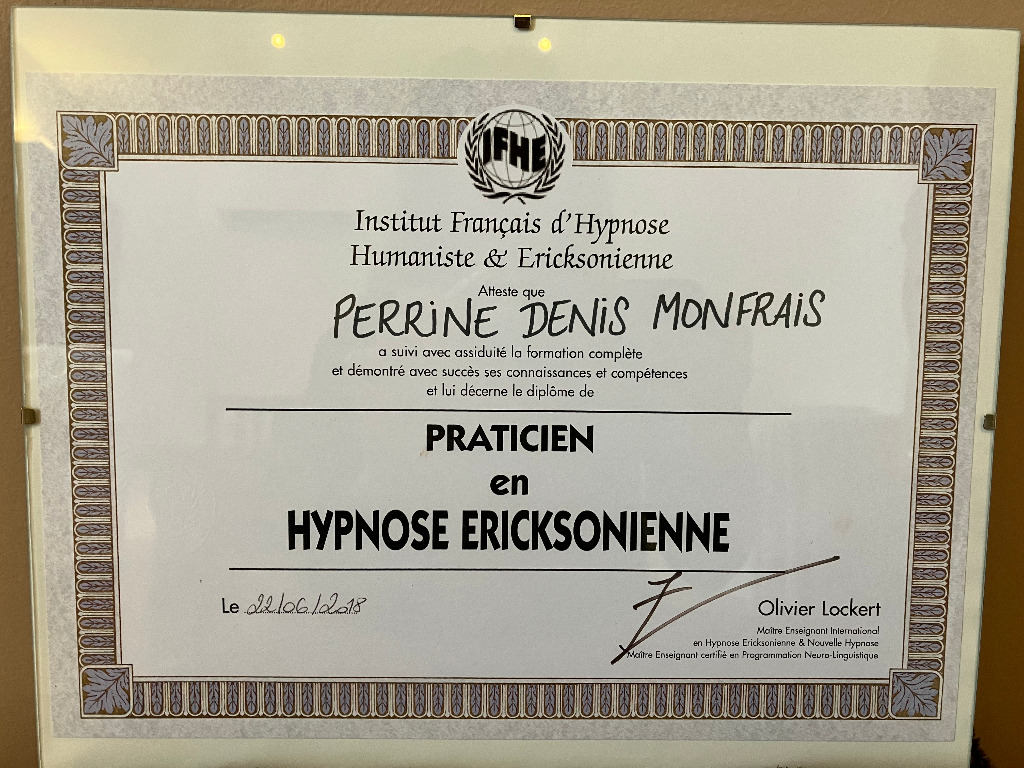 IFHE
Institut Français d'Hypnose
Humaniste & Ericksonienne
Atteste que
PERRINE DENIS MONFRAIS
a suivi avec assiduité la formation complète
et démontré avec succès ses connaissances et compétences
et lui décerne le diplôme de
PRATICIEN
en
HYPNOSE ERICKSONIENNE
Le 22/06/2018
Olivier Lockert
Maître Enseignant International
en Hypnose Ericksonienne & Nouvelle Hypnose
Maître Enseignant certifié en Programmation Neuro-Linguistique